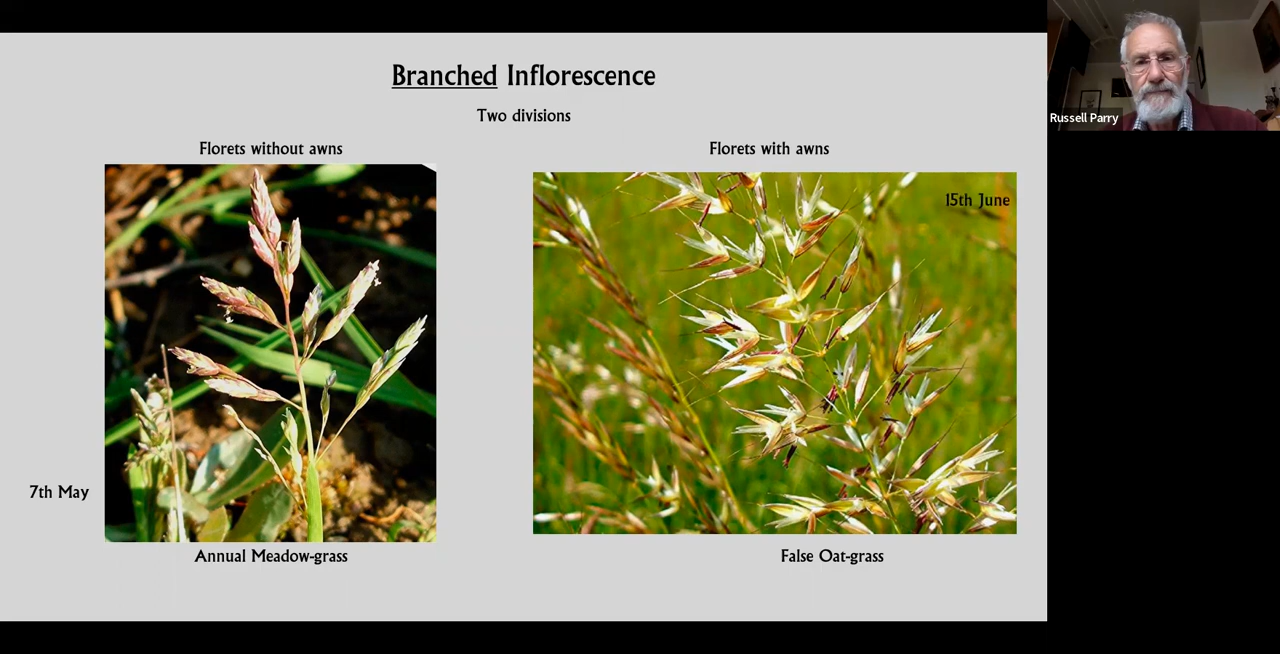 Branched Inflorescence
Two divisions
Florets without awns
Florets with awns
15th June
7th May
Annual Meadow-grass
False Oat-grass
Russell Parry